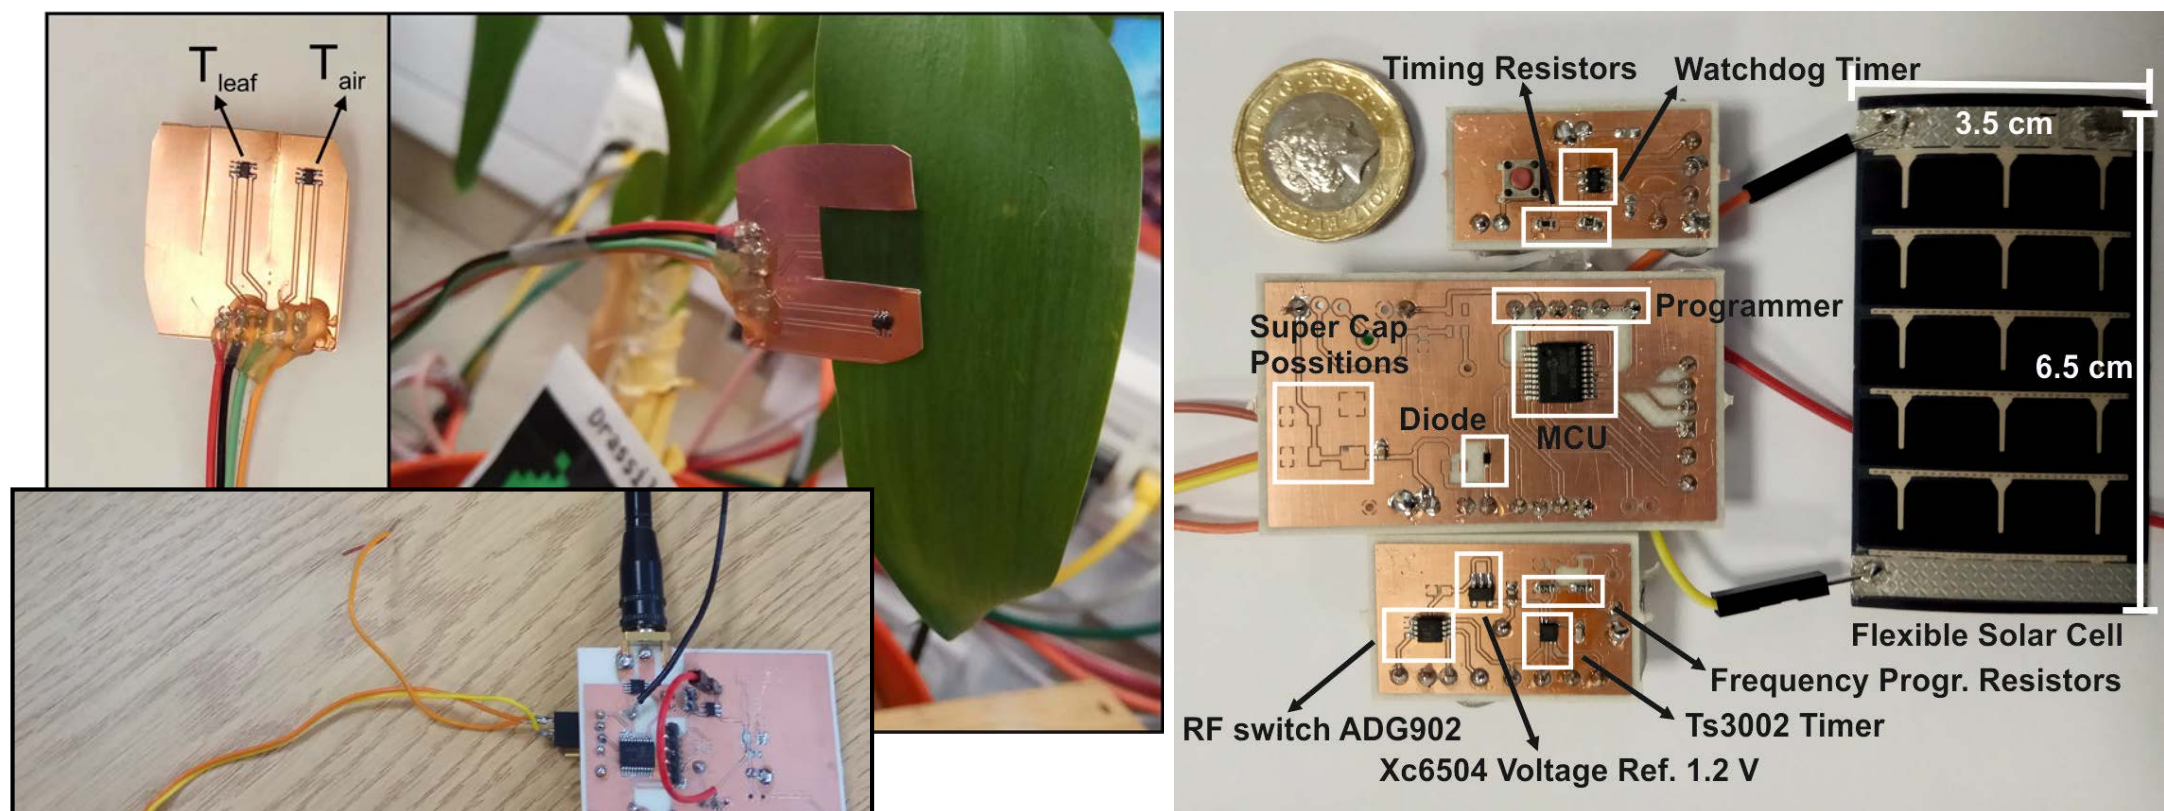 T leaf
T air
Drassil
Timing Resistors
Watchdog Timer
3.5 cm
Programmer
Super Cap
Possitions
6.5 cm
Diode
MCU
Flexible Solar Cell
Frequency Progr. Resistors
Ts3002 Timer
RF switch ADG902
Xc6504 Voltage Ref. 1.2 V